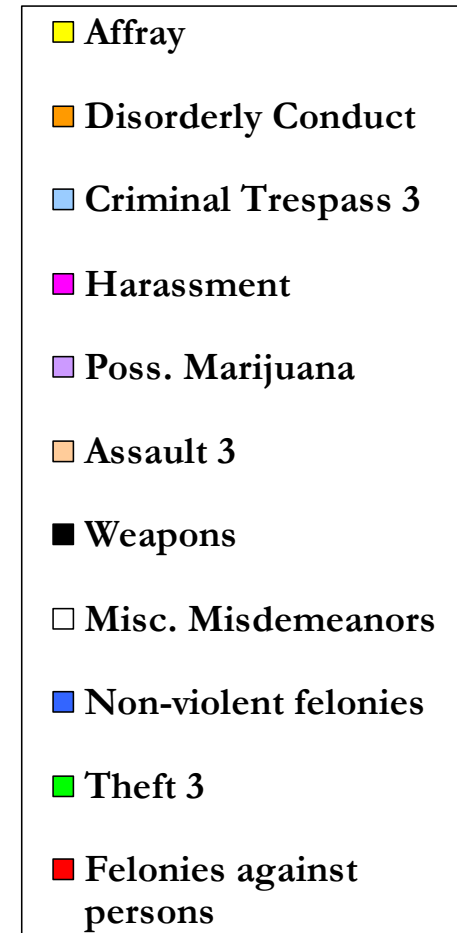 Affray
Disorderly Conduct
Criminal Trespass 3
Harassment
Poss. Marijuana
Assault 3
Weapons
Misc. Misdemeanors
Non-violent felonies
Theft 3
Felonies against
persons